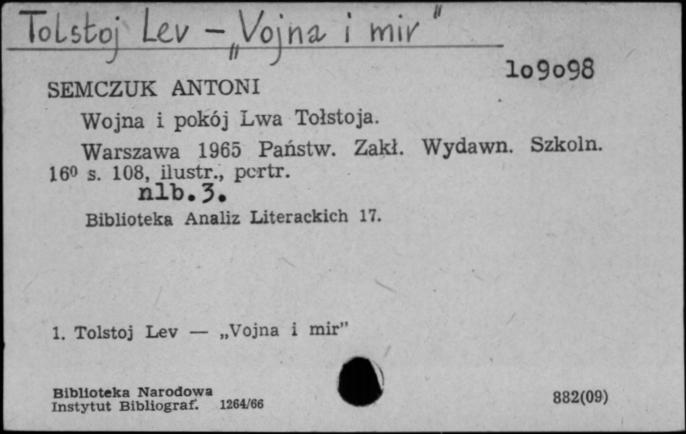 Tolstoj Lev – „Vojna i mir"
109098
SEMCZUK ANTONI
Wojna i pokój Lwa Tołstoja.
Warszawa 1965 Państw. Zakł. Wydawn. Szkoln.
16⁰ s. 108, ilustr., portr.
nlb.3.
Biblioteka Analiz Literackich 17.
1. Tolstoj Lev — „Vojna i mir"
Biblioteka Narodowa
Instytut Bibliograf. 1264/66
882(09)